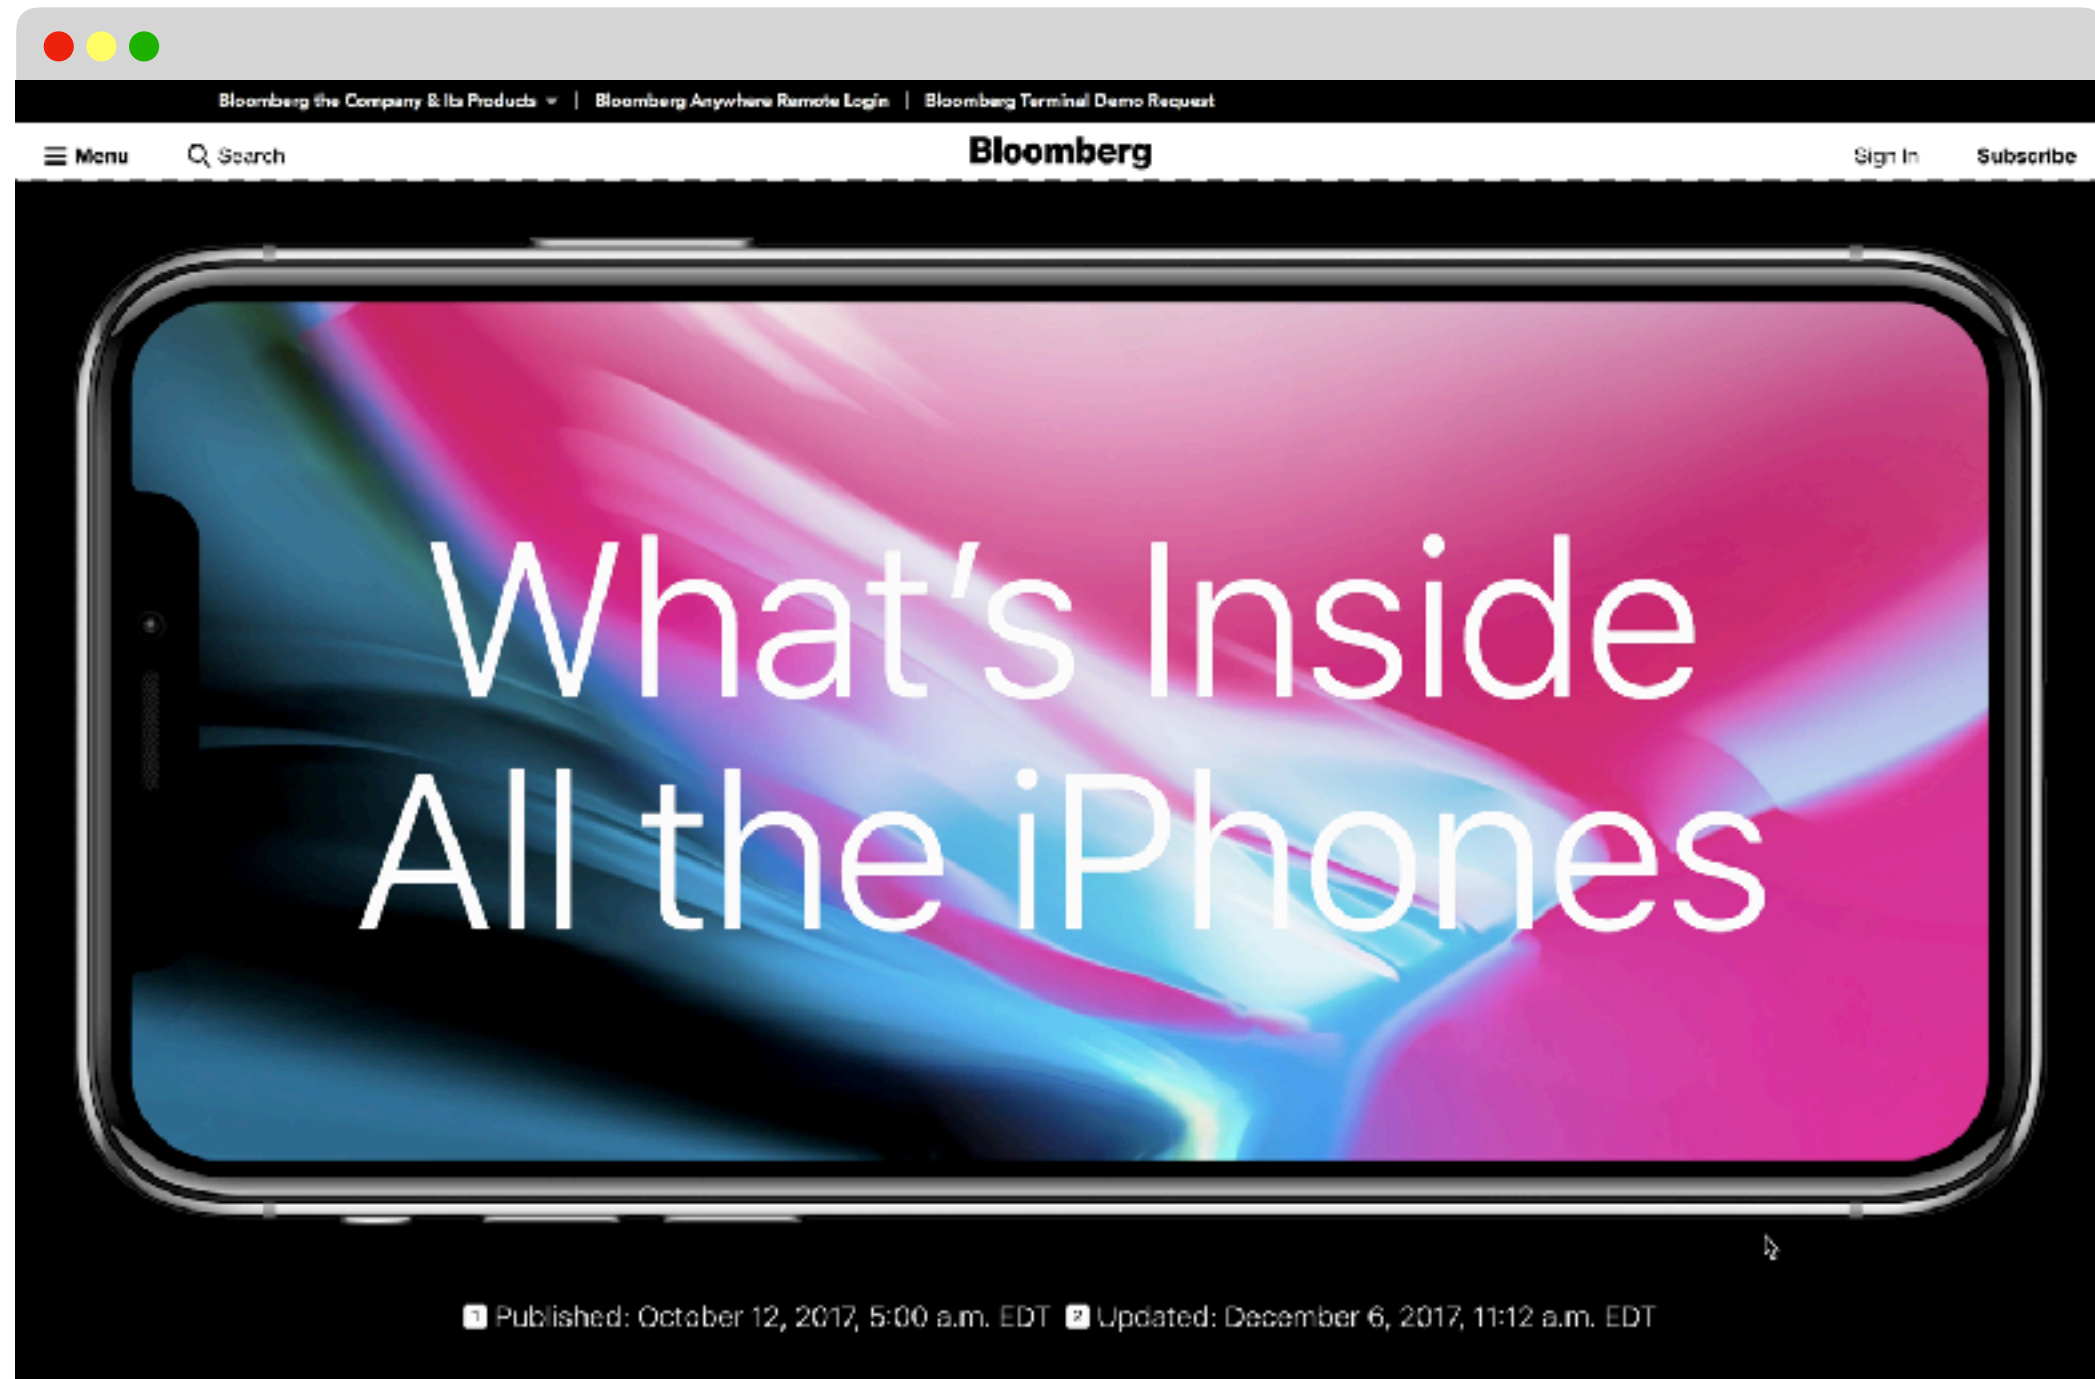 Bloomberg the Company & Its Products | Bloomberg Anywhere Remote Login | Bloomberg Terminal Demo Request
Menu Search Bloomberg Sign In Subscribe
What's Inside
All the iPhones
1 Published: October 12, 2017, 5:00 a.m. EDT 2 Updated: December 6, 2017, 11:12 a.m. EDT